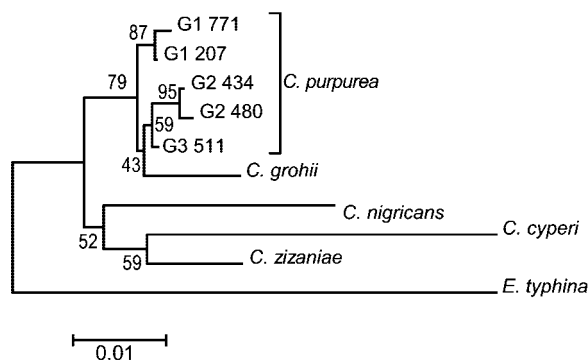 87
G1 771
G1 207
79
95
G2 434
C. purpurea
G2 480
59
G3 511
43
C. grohii
C. nigricans
52
C. cyperi
59
C. zizaniae
E. typhina
0.01